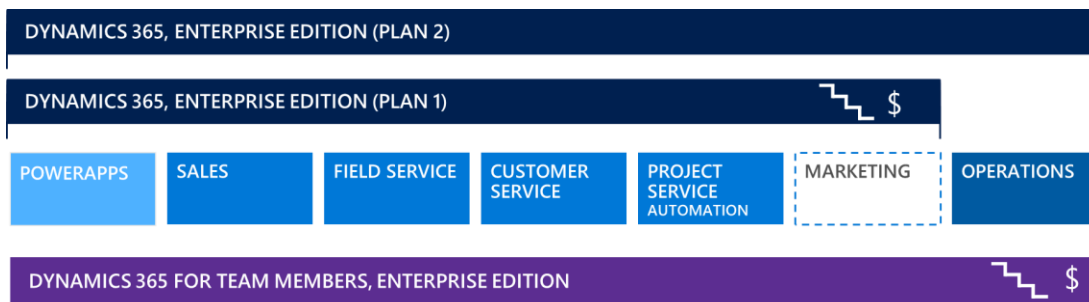 DYNAMICS 365, ENTERPRISE EDITION (PLAN 2)
DYNAMICS 365, ENTERPRISE EDITION (PLAN 1)
$
POWERAPPS
SALES
FIELD SERVICE
CUSTOMER
SERVICE
PROJECT
SERVICE
AUTOMATION
MARKETING
OPERATIONS
DYNAMICS 365 FOR TEAM MEMBERS, ENTERPRISE EDITION
$